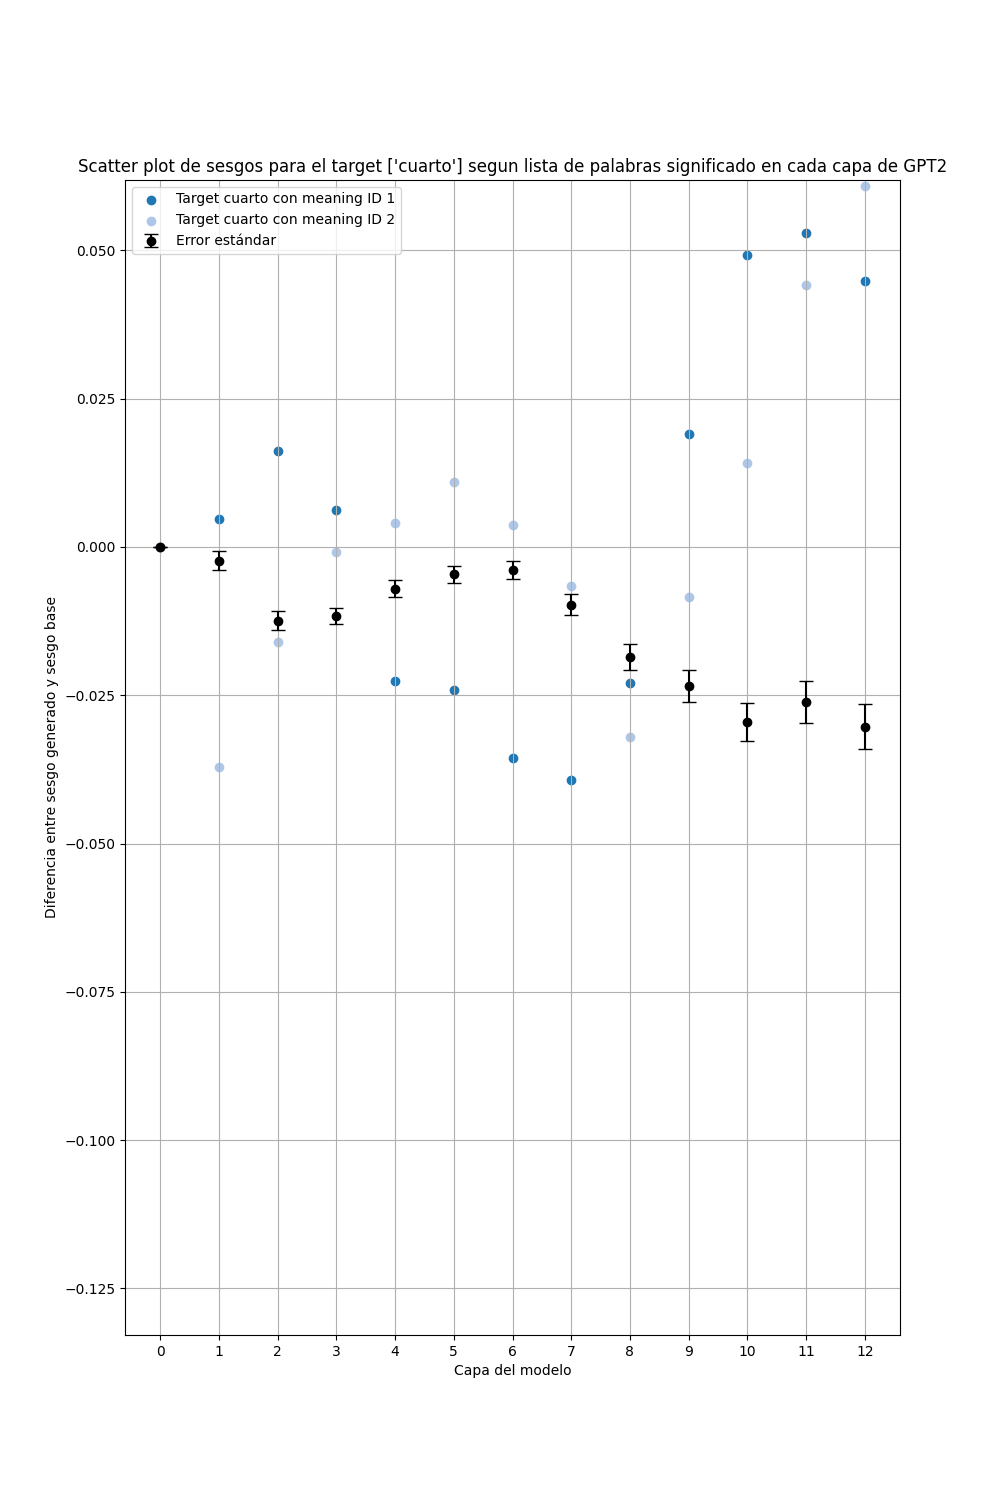 Scatter plot de sesgos para el target ['cuarto'] segun lista de palabras significado en cada capa de GPT2
Target cuarto con meaning ID 1
Target cuarto con meaning ID 2
Error estándar
0.050
0.025
0.000
−0.025
−0.050
−0.075
−0.100
−0.125
Diferencia entre sesgo generado y sesgo base
0 1 2 3 4 5 6 7 8 9 10 11 12
Capa del modelo